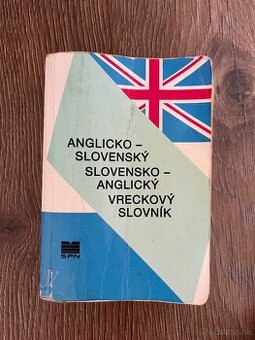 ANGLICKO –
SLOVENSKÝ
SLOVENSKO –
ANGLICKÝ
VRECKOVÝ
SLOVNÍK
SPN